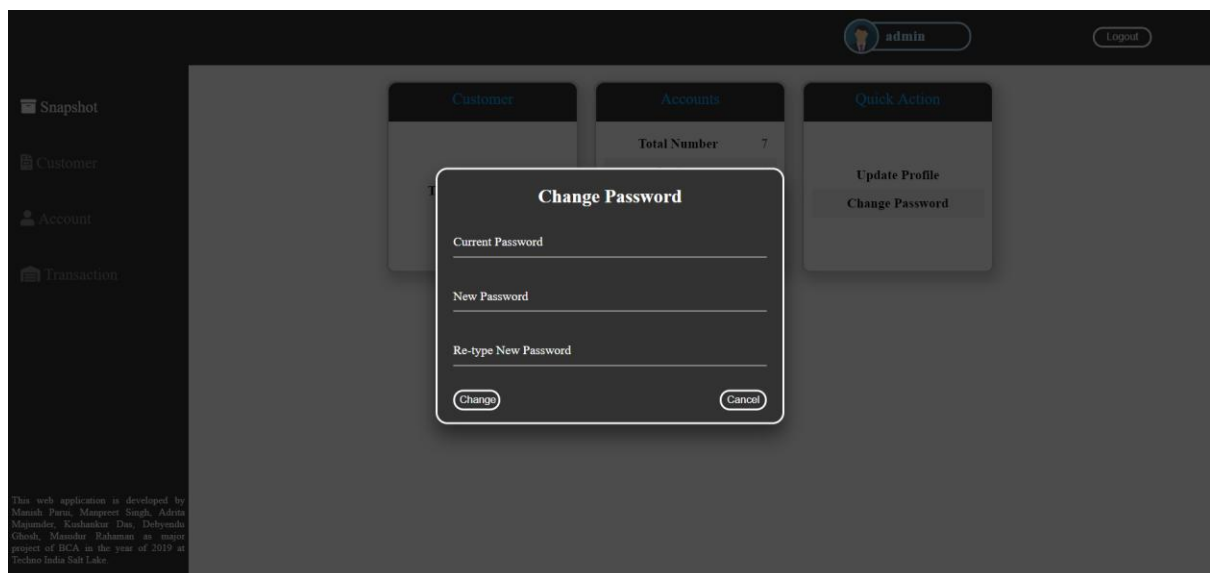 admin
Logout
Snapshot
Customer
Account
Transaction
Customer
Accounts
Total Number 7
Quick Action
Update Profile
Change Password
Change Password
Current Password
New Password
Re-type New Password
Change
Cancel
This web application is developed by
Manish Parui, Manpreet Singh, Adrita
Majumder, Kushankur Das, Debyendu
Ghosh, Masudur Rahaman as major
project of BCA in the year of 2019 at
Techno India Salt Lake.